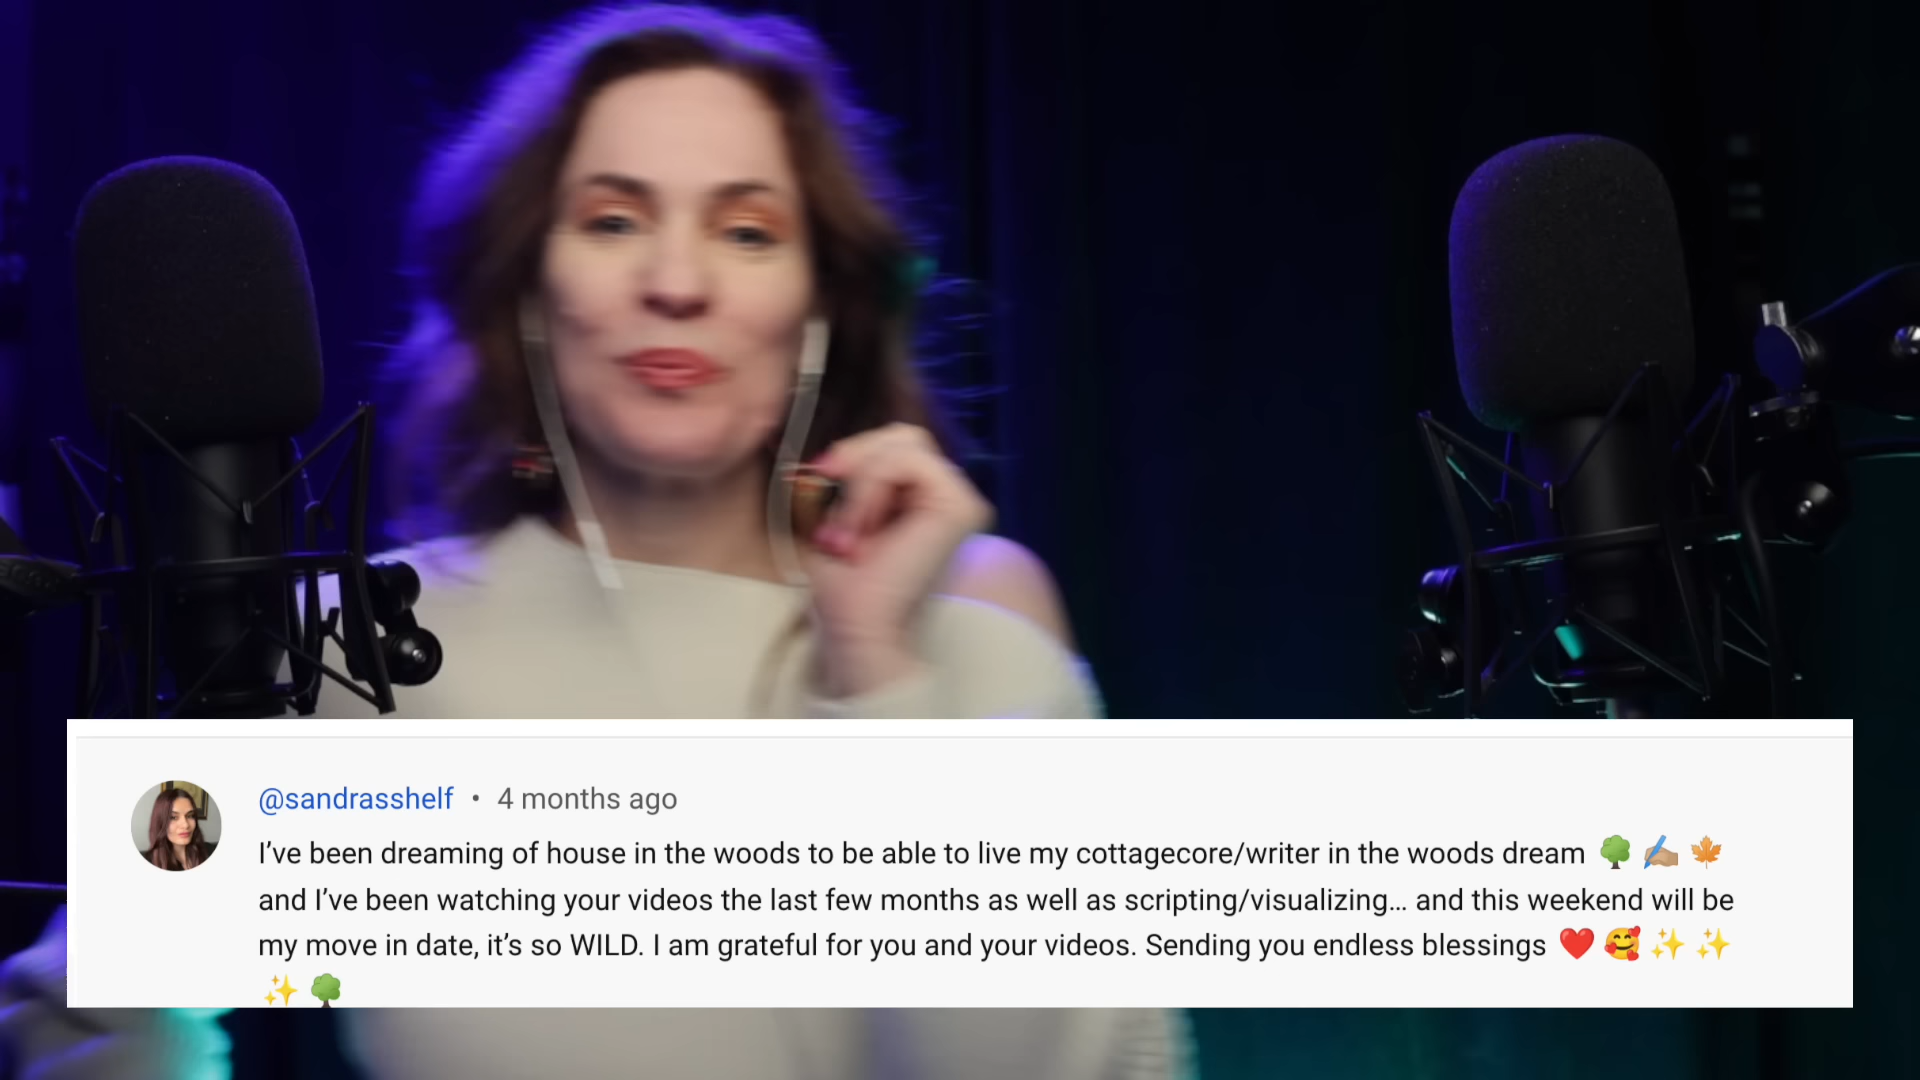 @sandrasshelf • 4 months ago
I’ve been dreaming of house in the woods to be able to live my cottagecore/writer in the woods dream 🌳 ✍🏼 🍁
and I’ve been watching your videos the last few months as well as scripting/visualizing... and this weekend will be
my move in date, it’s so WILD. I am grateful for you and your videos. Sending you endless blessings ❤️ 🥰 ✨ ✨
✨ 🌳